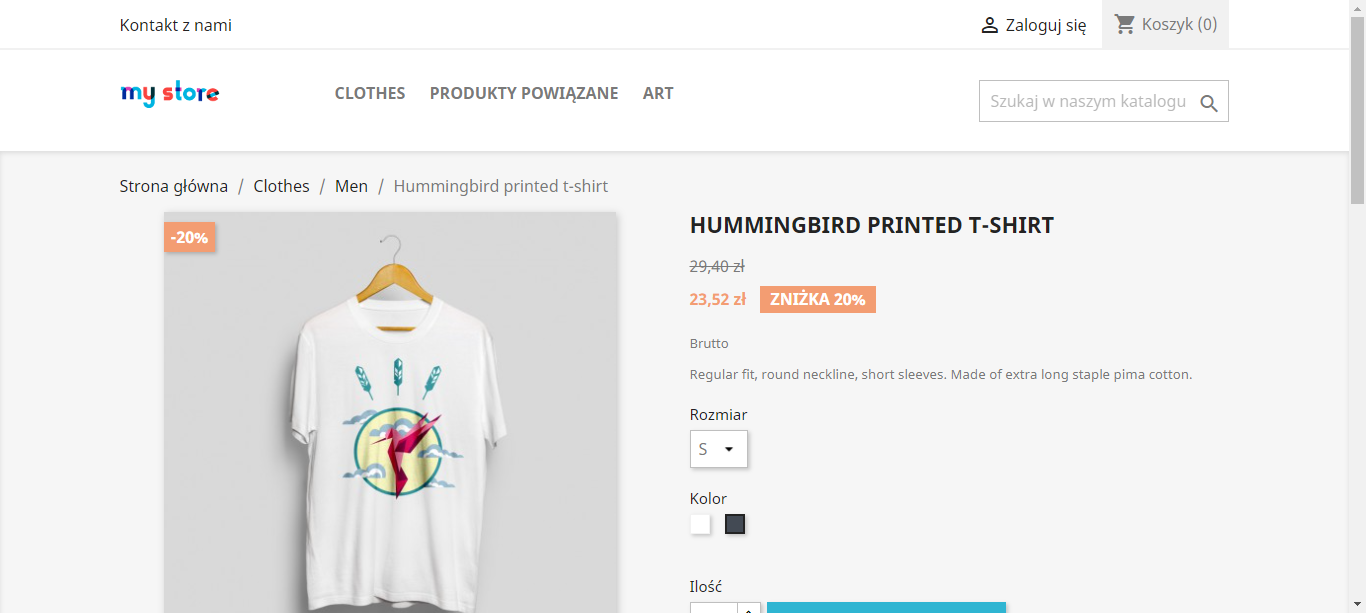 Kontakt z nami
Zaloguj się
Koszyk (0)
my store
CLOTHES
PRODUKTY POWIĄZANE
ART
Szukaj w naszym katalogu
Strona główna / Clothes / Men / Hummingbird printed t-shirt
-20%
HUMMINGBIRD PRINTED T-SHIRT
29,40 zł
23,52 zł ZNIŻKA 20%
Brutto
Regular fit, round neckline, short sleeves. Made of extra long staple pima cotton.
Rozmiar
S
Kolor
Ilość